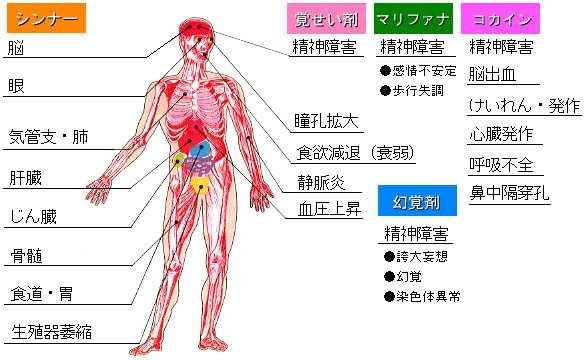 シンナー
脳
眼
気管支・肺
肝臓
じん臓
骨髄
食道・胃
生殖器萎縮
覚せい剤
精神障害
瞳孔拡大
食欲減退（衰弱）
静脈炎
血圧上昇
マリファナ
精神障害
●感情不安定
●歩行失調
幻覚剤
精神障害
●誇大妄想
●幻覚
●染色体異常
コカイン
精神障害
脳出血
けいれん・発作
心臓発作
呼吸不全
鼻中隔穿孔